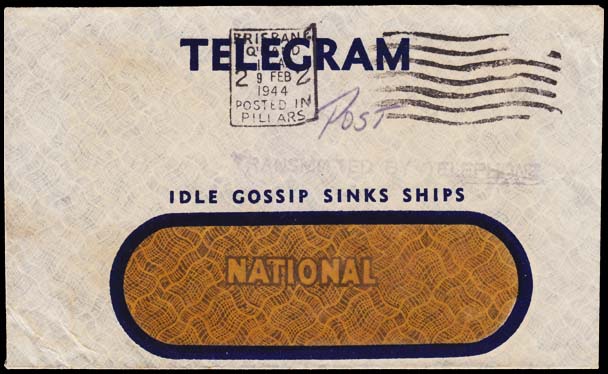 TELEGRAM
BRISBANE
2 9 FEB 2
1944
POSTED IN
PILLARS
POST
TRANSMITTED BY TELEPHONE
IDLE GOSSIP SINKS SHIPS
NATIONAL